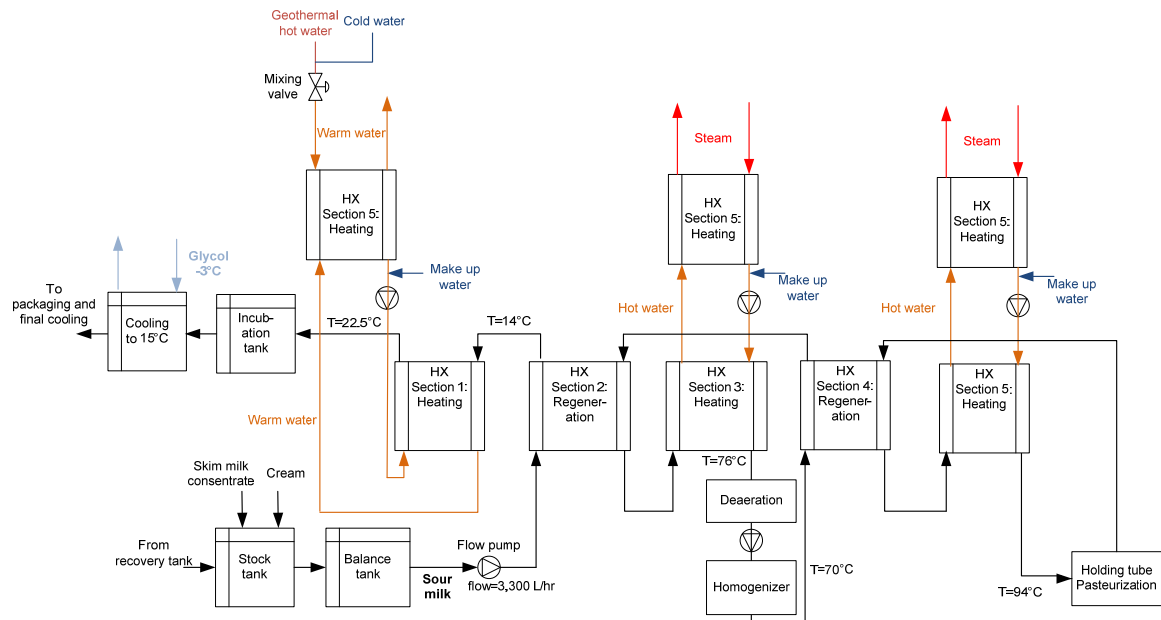 Geothermal
hot water
Cold water
Mixing
valve
Warm water
Steam
Steam
HX
Section 5:
Heating
HX
Section 5:
Heating
HX
Section 5:
Heating
Glycol
-3°C
Make up
water
Make up
water
Make up
water
To
packaging and
final cooling
Cooling
to 15°C
Incub-
ation
tank
T=22.5°C
T=14°C
Hot water
Hot water
HX
Section 1:
Heating
HX
Section 2:
Regener-
ation
HX
Section 3:
Heating
HX
Section 4:
Regener-
ation
HX
Section 5:
Heating
Warm water
T=76°C
Skim milk
concentrate
Cream
Deaeration
From
recovery tank
Stock
tank
Balance
tank
Sour
milk
Flow pump
flow=3,300 L/hr
Homogenizer
T=70°C
T=94°C
Holding tube
Pasteurization